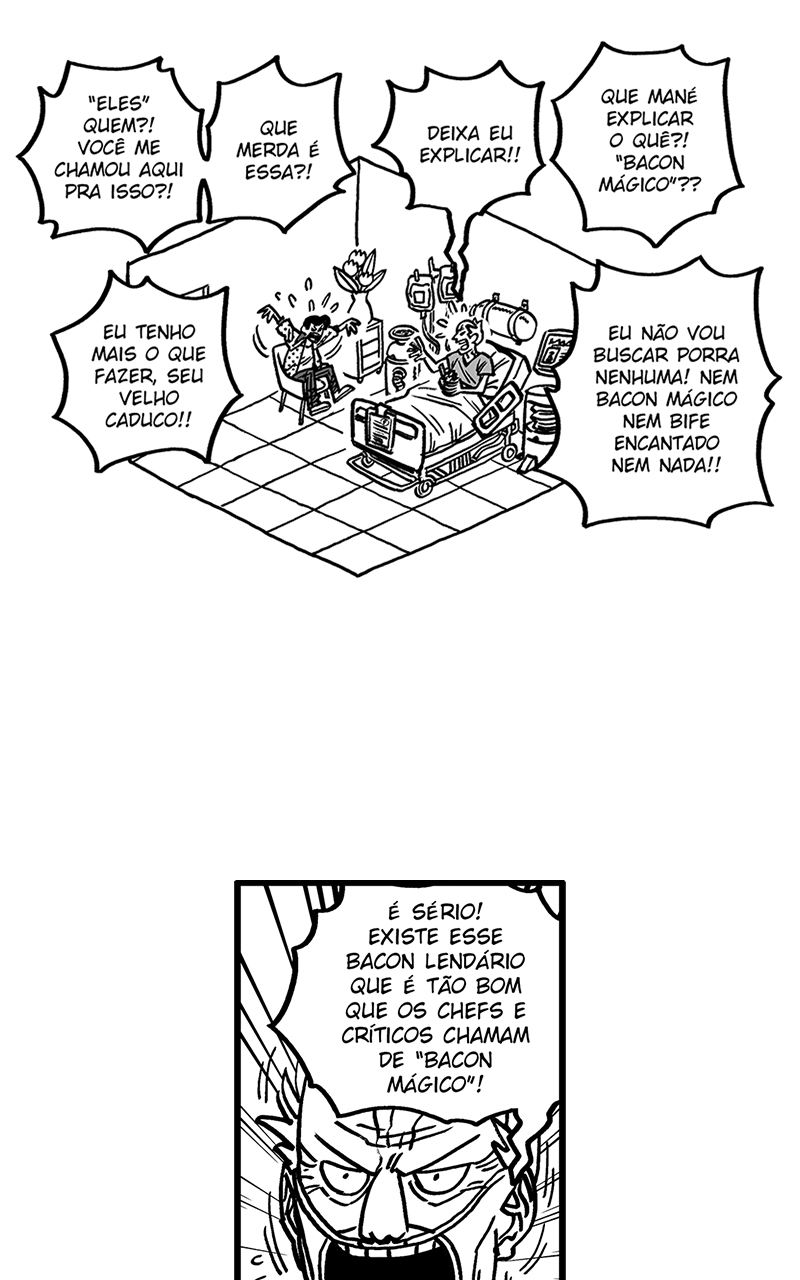 "ELES"
QUEM?!
VOCÊ ME
CHAMOU AQUI
PRA ISSO?!
QUE
MERDA É
ESSA?!
DEIXA EU
EXPLICAR!!
QUE MANÉ
EXPLICAR
O QUÊ?!
"BACON
MÁGICO"??
EU TENHO
MAIS O QUE
FAZER, SEU
VELHO
CADUCO!!
EU NÃO VOU
BUSCAR PORRA
NENHUMA! NEM
BACON MÁGICO
NEM BIFE
ENCANTADO
NEM NADA!!
É SÉRIO!
EXISTE ESSE
BACON LENDÁRIO
QUE É TÃO BOM
QUE OS CHEFS E
CRÍTICOS CHAMAM
DE "BACON
MÁGICO"!